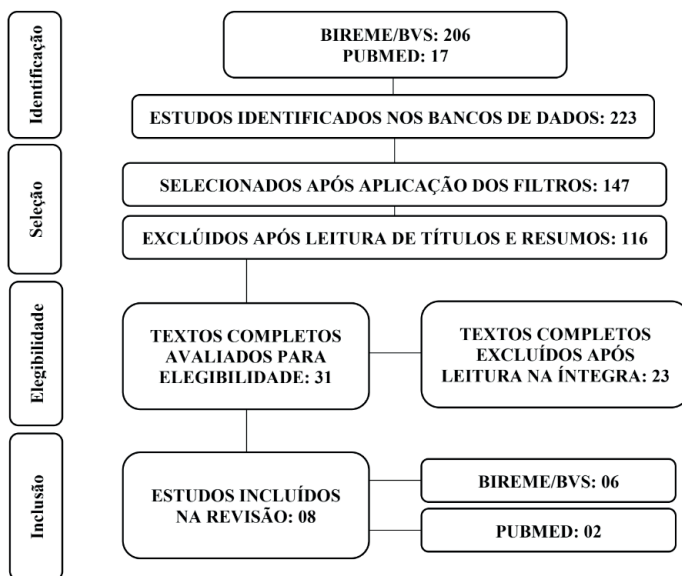 Identificação
BIREME/BVS: 206
PUBMED: 17
ESTUDOS IDENTIFICADOS NOS BANCOS DE DADOS: 223
Seleção
SELECIONADOS APÓS APLICAÇÃO DOS FILTROS: 147
EXCLÚIDOS APÓS LEITURA DE TÍTULOS E RESUMOS: 116
Elegibilidade
TEXTOS COMPLETOS
AVALIADOS PARA
ELEGIBILIDADE: 31
TEXTOS COMPLETOS
EXCLUÍDOS APÓS
LEITURA NA ÍNTEGRA: 23
Inclusão
ESTUDOS INCLUÍDOS
NA REVISÃO: 08
BIREME/BVS: 06
PUBMED: 02